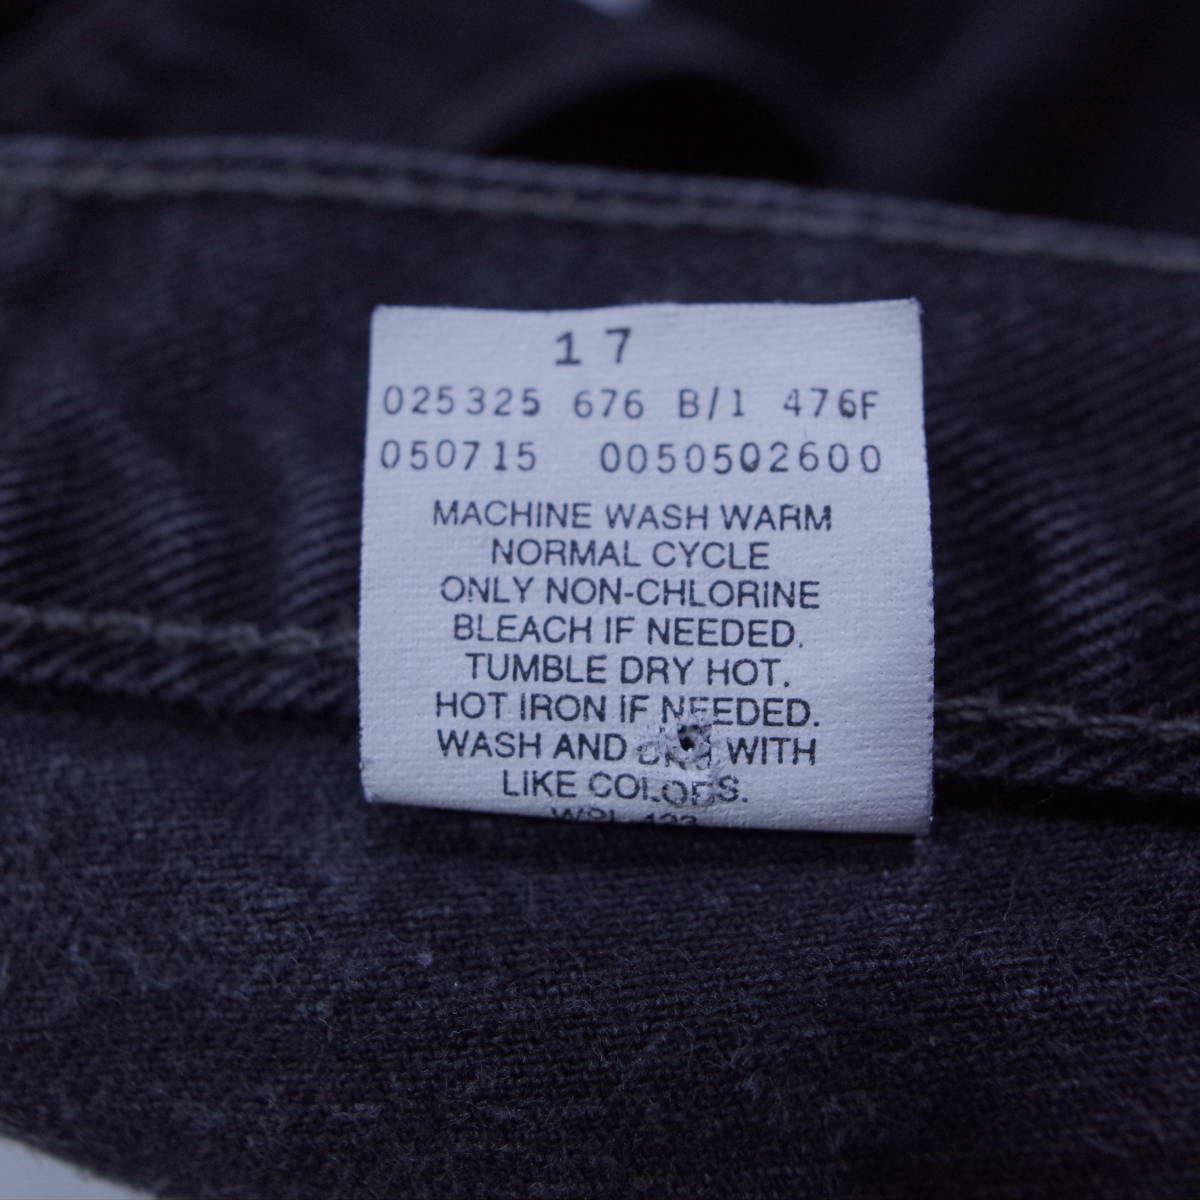 17
025325 676 B/1 476F
050715 0050502600
MACHINE WASH WARM
NORMAL CYCLE
ONLY NON-CHLORINE
BLEACH IF NEEDED.
TUMBLE DRY HOT.
HOT IRON IF NEEDED.
WASH AND DRY WITH
LIKE COLORS.